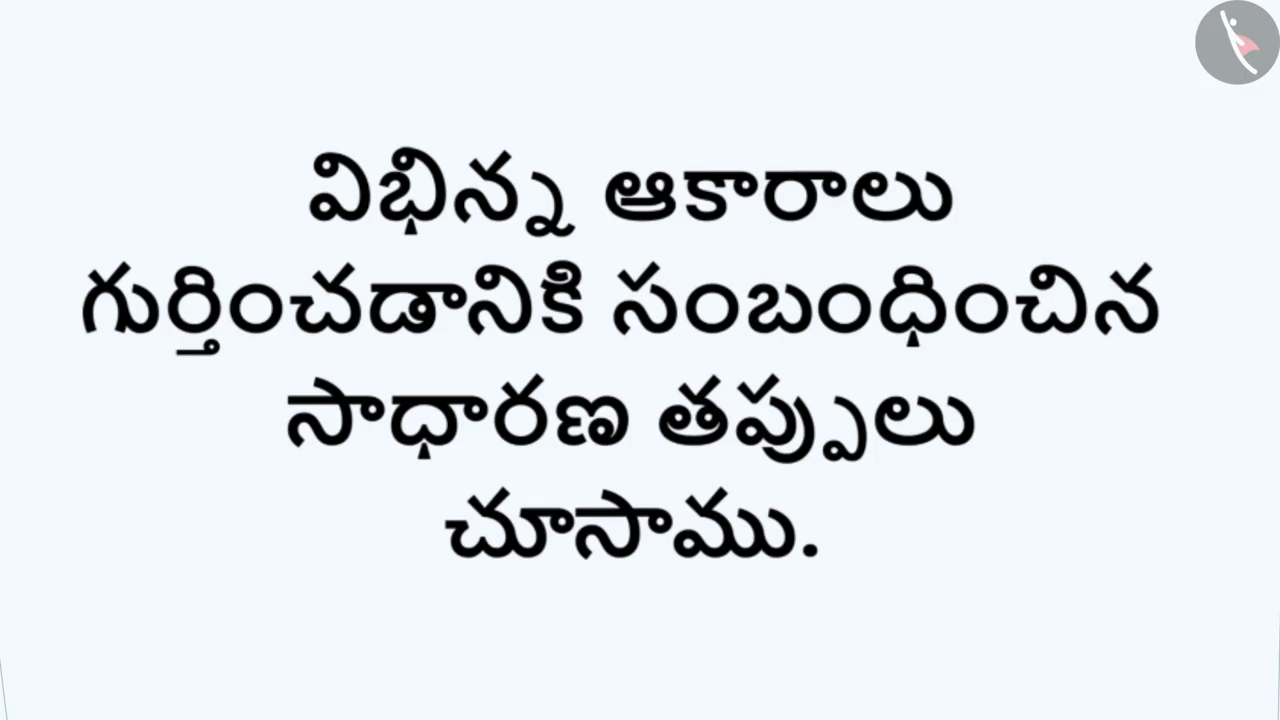 విభిన్న ఆకారాలు
గుర్తించడానికి సంబంధించిన
సాధారణ తప్పులు
చూసాము.